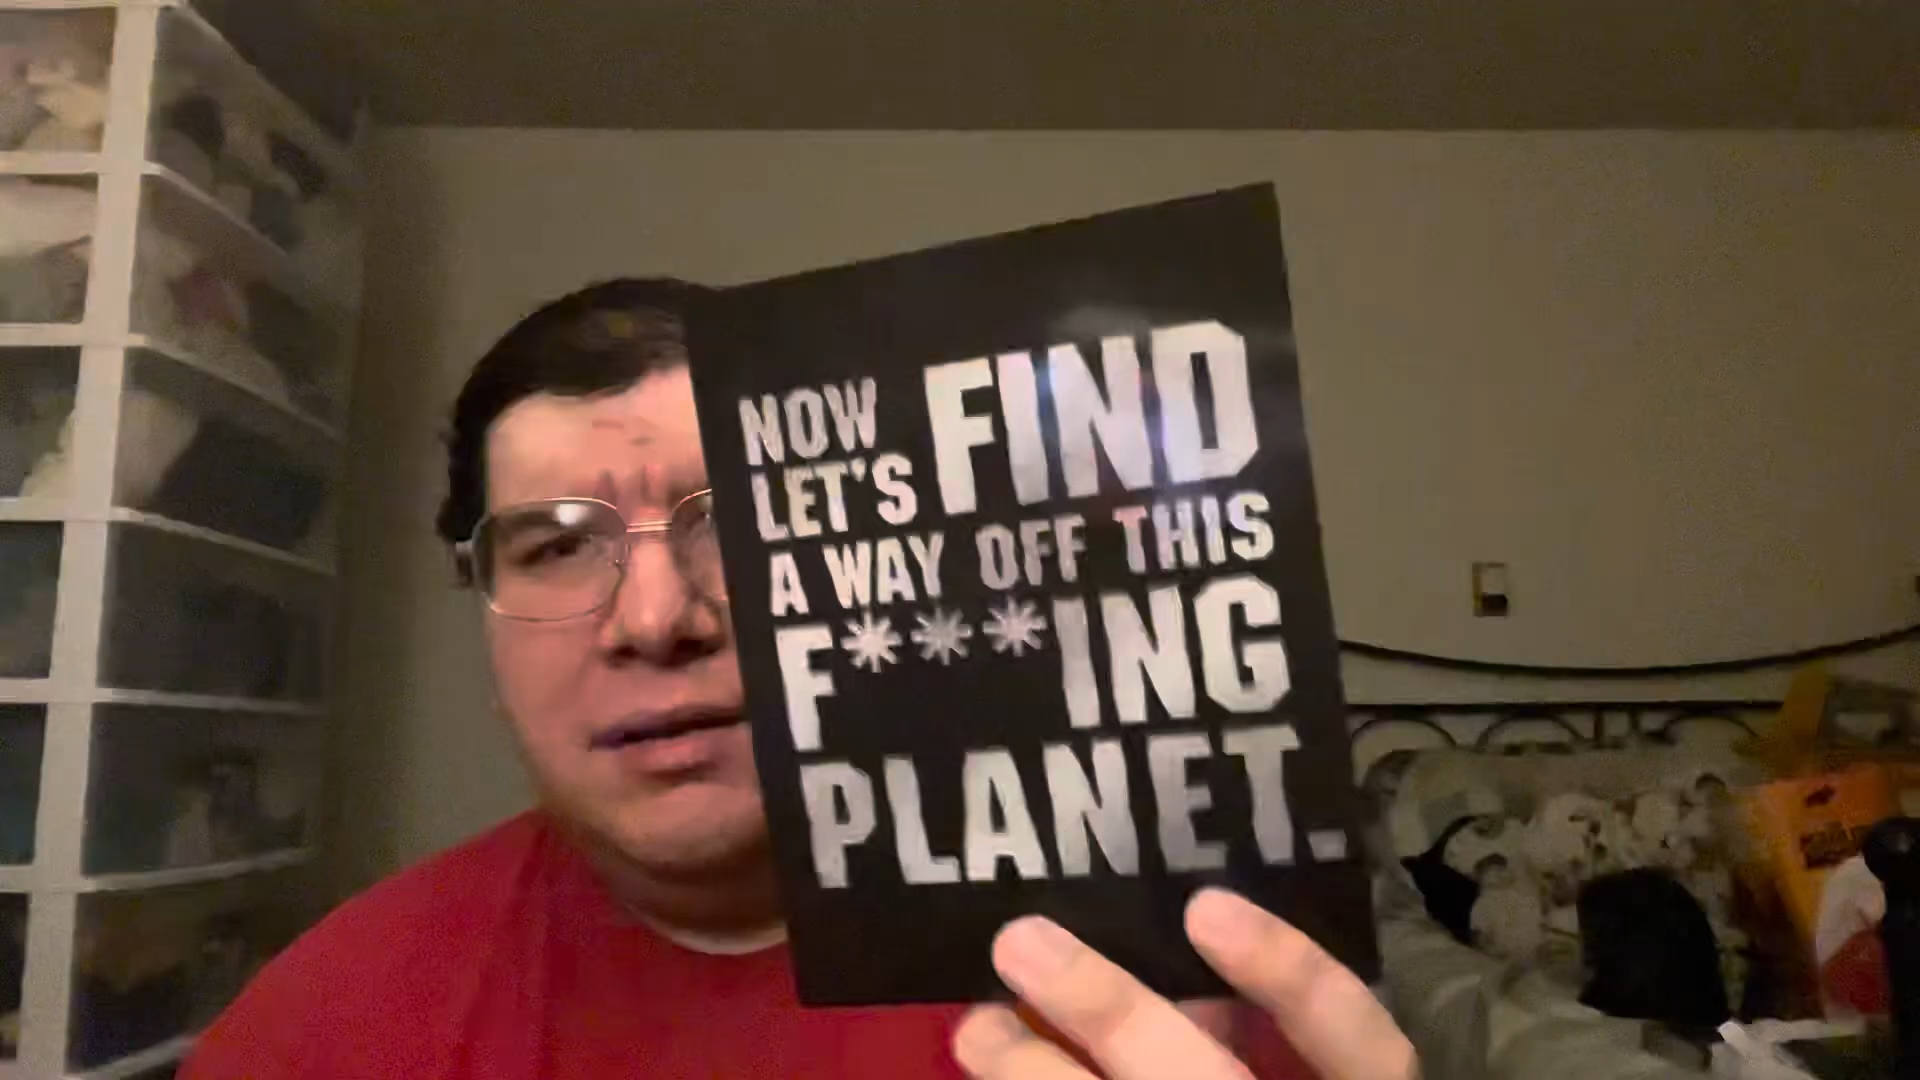 NOW
LET'S FIND
A WAY OFF THIS
F***ING
PLANET.